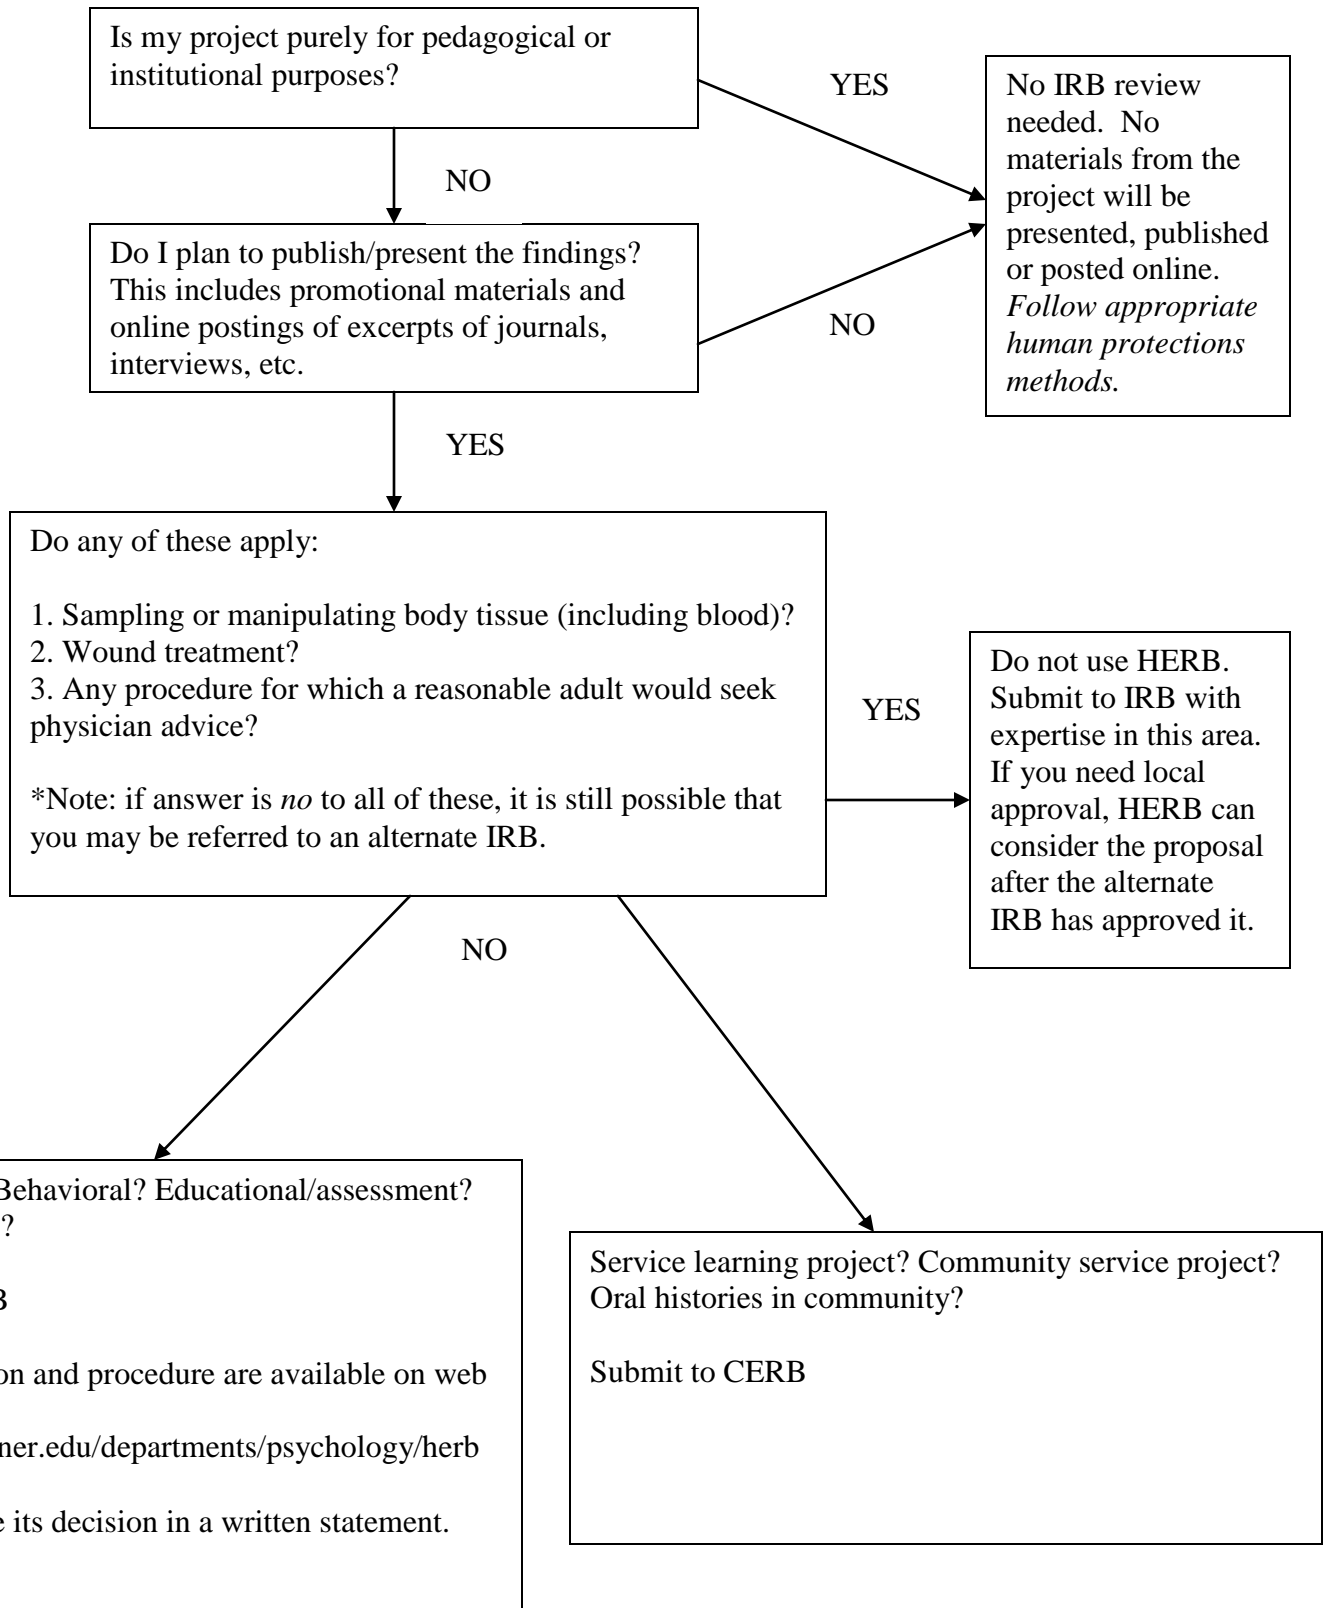 Is my project purely for pedagogical or
institutional purposes?
YES
No IRB review
needed.  No
materials from the
project will be
presented, published
or posted online.
Follow appropriate
human protections
methods.
NO
Do I plan to publish/present the findings?
This includes promotional materials and
online postings of excerpts of journals,
interviews, etc.
NO
YES
Do any of these apply:
1. Sampling or manipulating body tissue (including blood)?
2. Wound treatment?
3. Any procedure for which a reasonable adult would seek
physician advice?
*Note: if answer is no to all of these, it is still possible that
you may be referred to an alternate IRB.
YES
Do not use HERB.
Submit to IRB with
expertise in this area.
If you need local
approval, HERB can
consider the proposal
after the alternate
IRB has approved it.
NO
Behavioral? Educational/assessment?
?
on and procedure are available on web
ner.edu/departments/psychology/herb
e its decision in a written statement.
Service learning project? Community service project?
Oral histories in community?
Submit to CERB